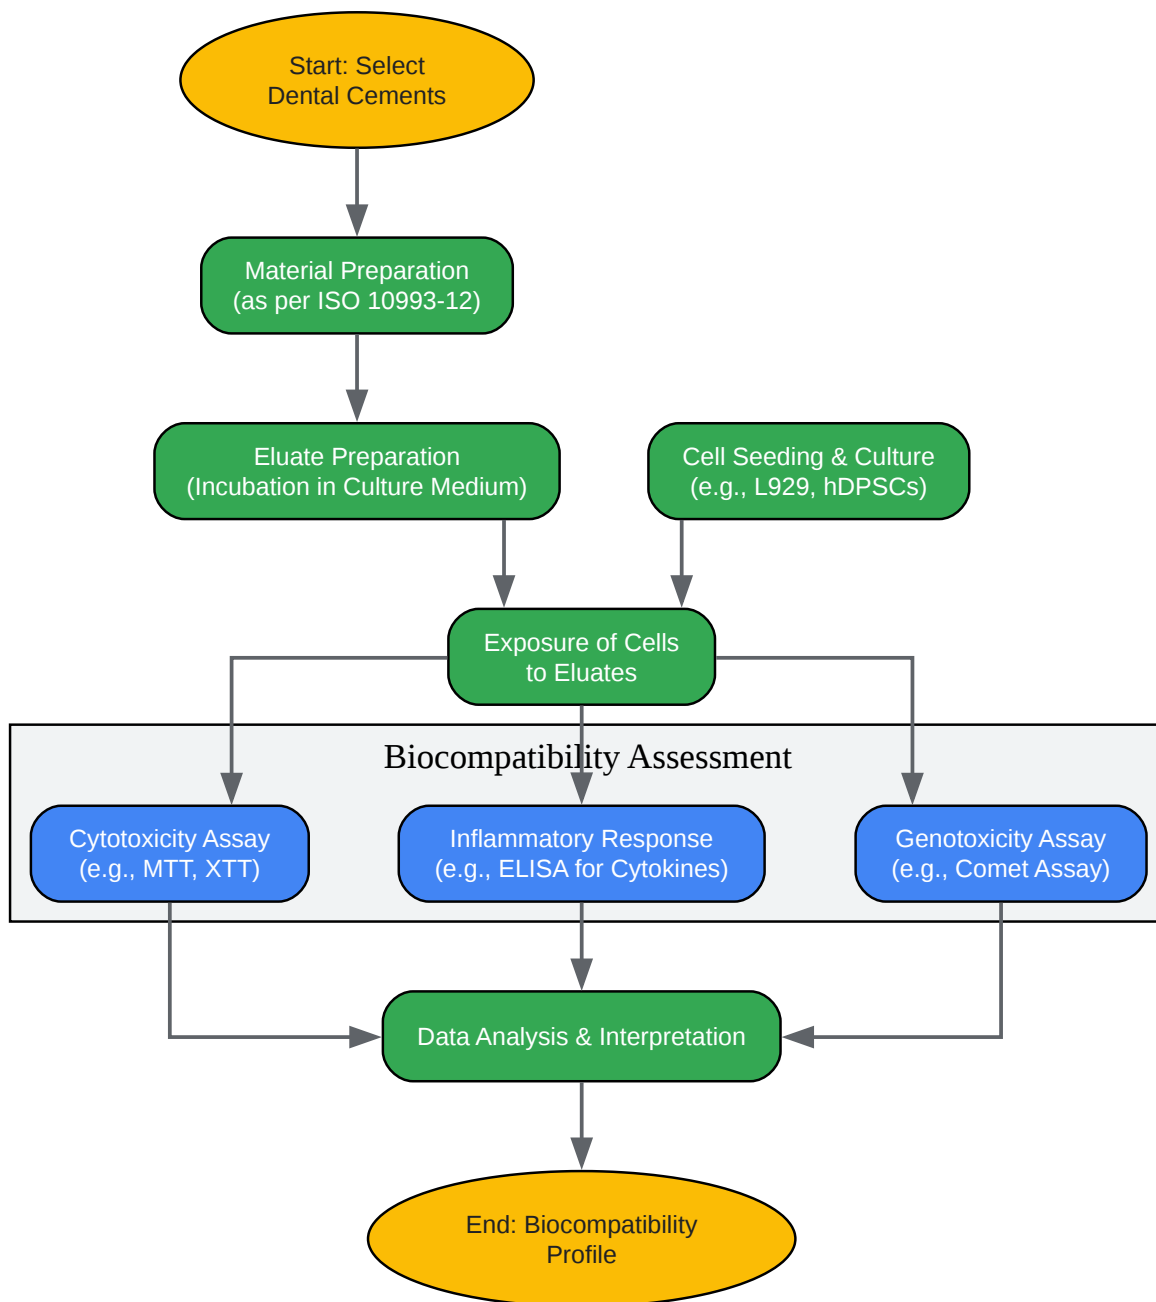 Start: Select
Dental Cements
Material Preparation
(as per ISO 10993-12)
Eluate Preparation
(Incubation in Culture Medium)
Cell Seeding & Culture
(e.g., L929, hDPSCs)
Exposure of Cells
to Eluates
Biocompatibility Assessment
Cytotoxicity Assay
(e.g., MTT, XTT)
Inflammatory Response
(e.g., ELISA for Cytokines)
Genotoxicity Assay
(e.g., Comet Assay)
Data Analysis & Interpretation
End: Biocompatibility
Profile